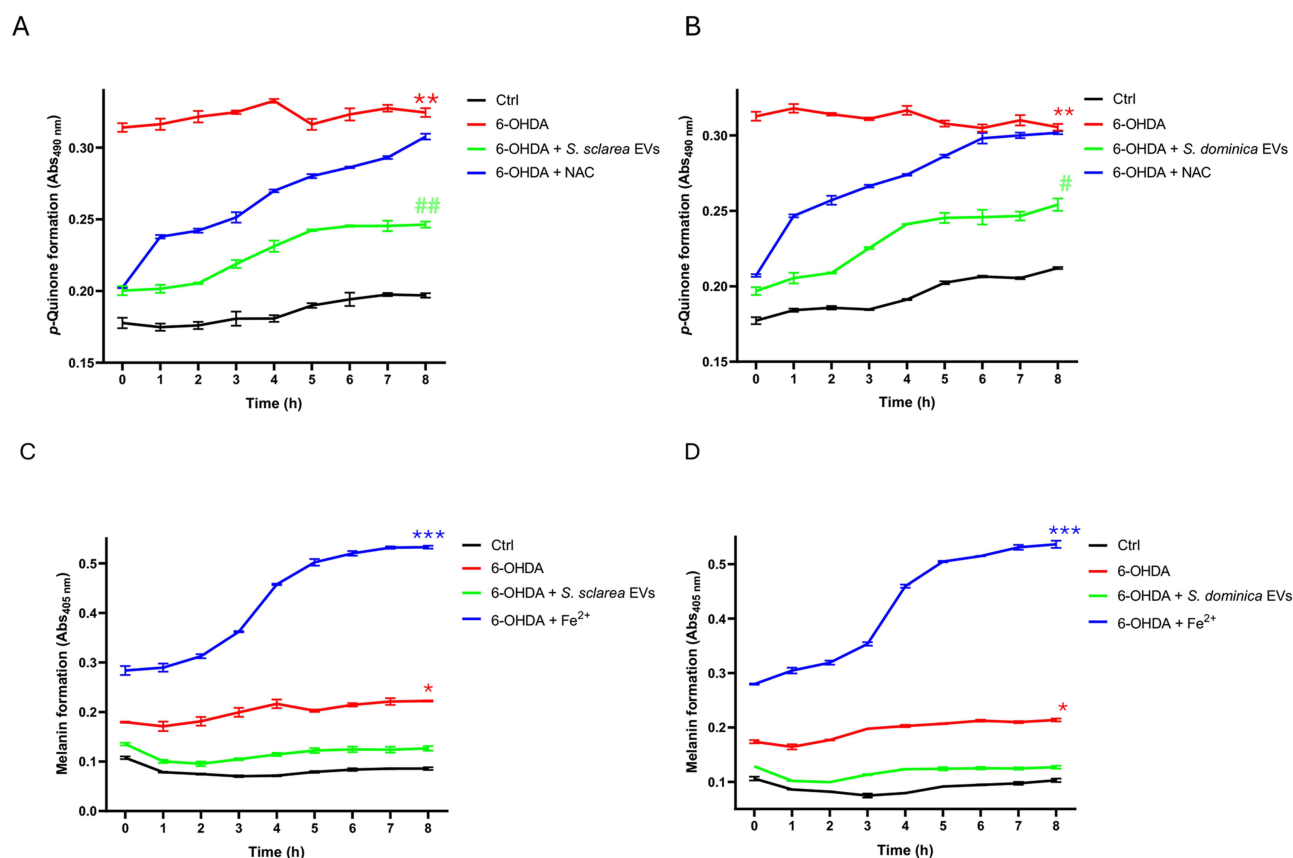 A
p-Quinone formation (Abs490 nm)
0.30
0.25
0.20
0.15
0 1 2 3 4 5 6 7 8
Time (h)
**
##
Ctrl
6-OHDA
6-OHDA + S. sclarea EVs
6-OHDA + NAC
B
p-Quinone formation (Abs490 nm)
0.30
0.25
0.20
0.15
0 1 2 3 4 5 6 7 8
Time (h)
**
#
Ctrl
6-OHDA
6-OHDA + S. dominica EVs
6-OHDA + NAC
C
Melanin formation (Abs405 nm)
0.5
0.4
0.3
0.2
0.1
0.0
0 1 2 3 4 5 6 7 8
Time (h)
***
*
Ctrl
6-OHDA
6-OHDA + S. sclarea EVs
6-OHDA + Fe2+
D
Melanin formation (Abs405 nm)
0.5
0.4
0.3
0.2
0.1
0 1 2 3 4 5 6 7 8
Time (h)
***
*
Ctrl
6-OHDA
6-OHDA + S. dominica EVs
6-OHDA + Fe2+